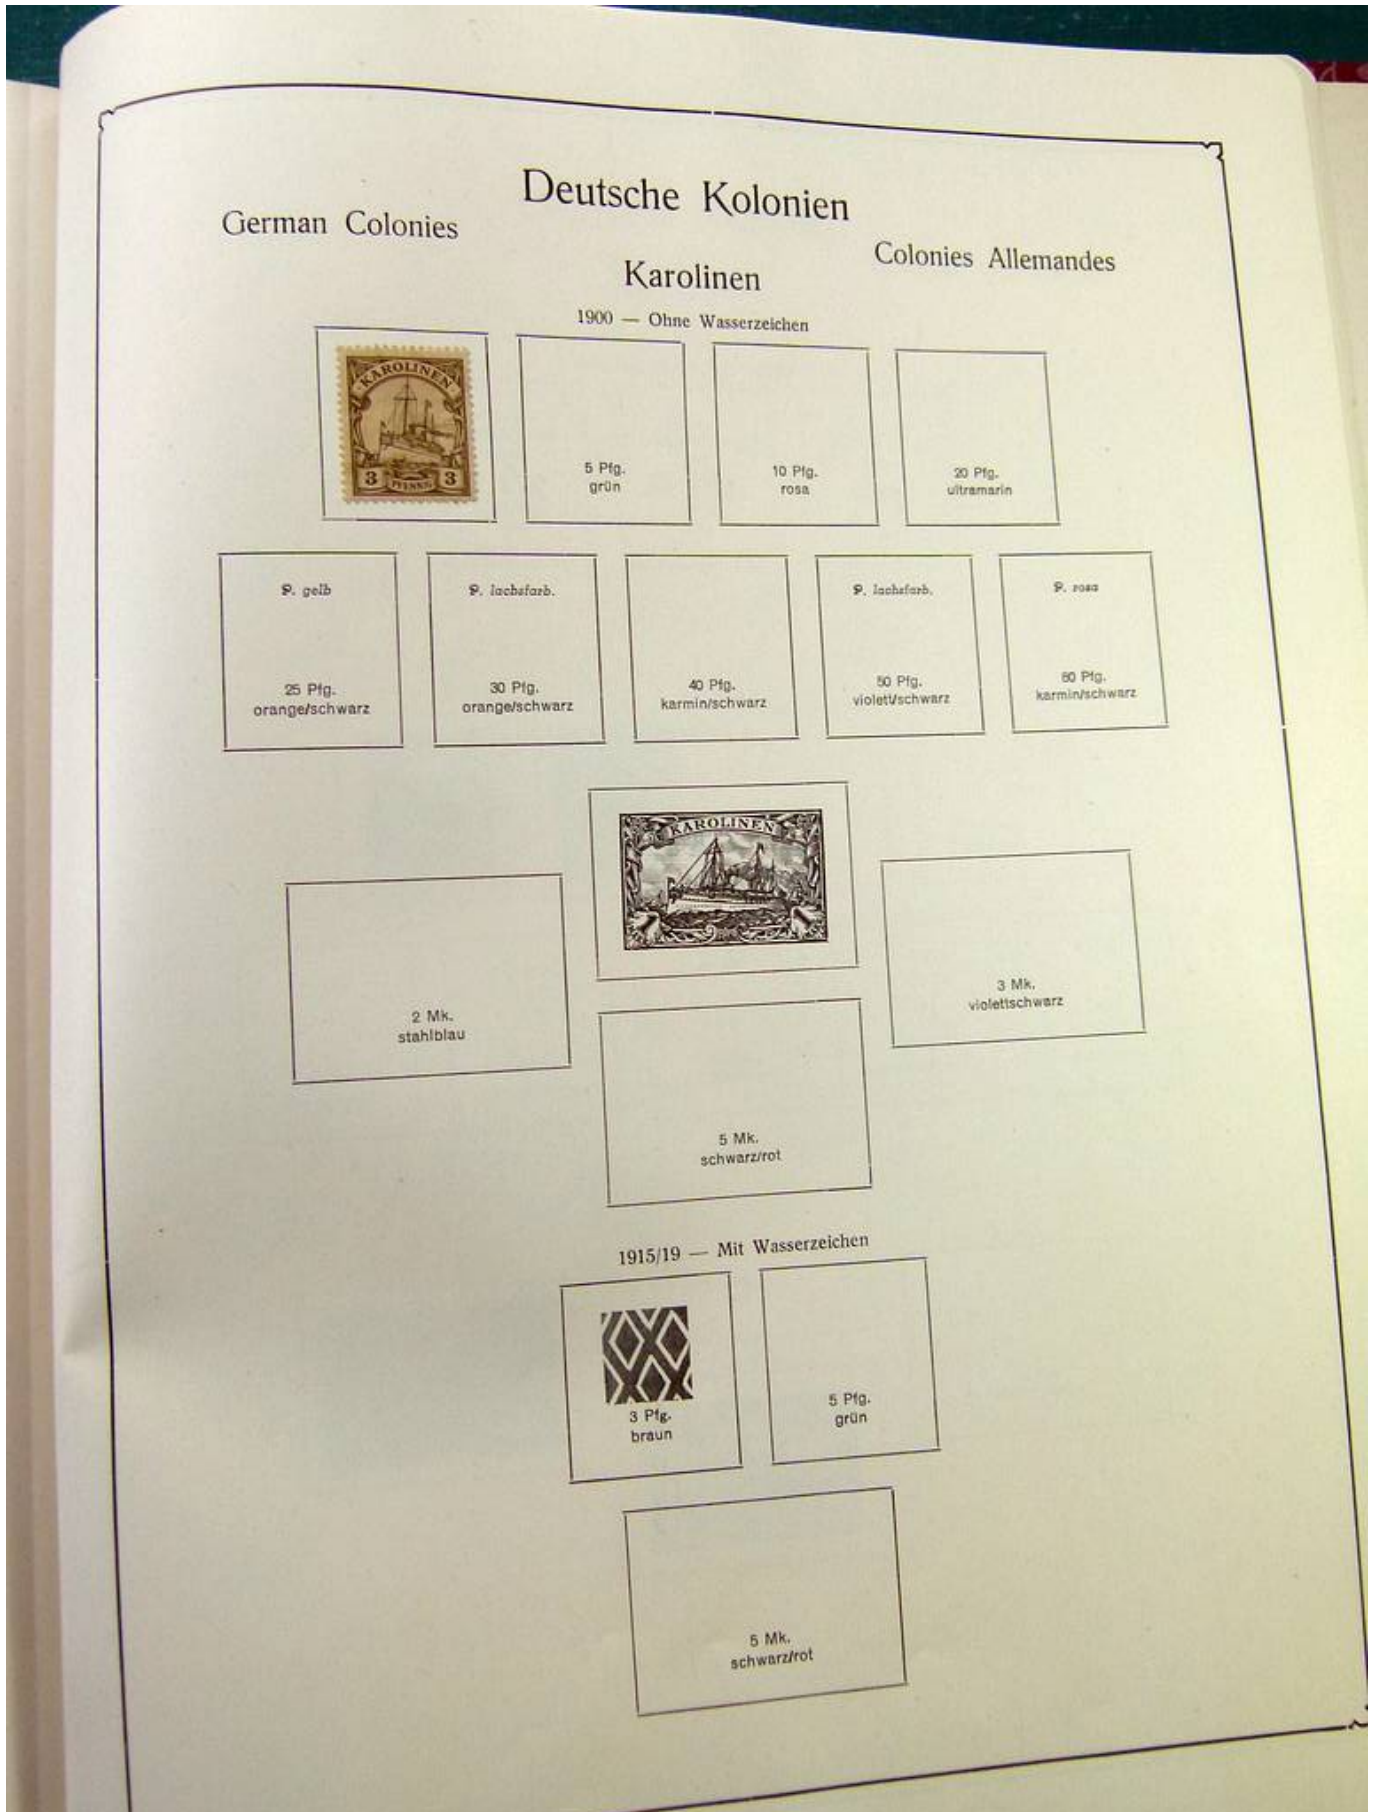 Deutsche Kolonien
German Colonies
Colonies Allemandes
Karolinen
1900 — Ohne Wasserzeichen
KAROLINEN
3 PFENNIG 3
5 Pfg.
grün
10 Pfg.
rosa
20 Pfg.
ultramarin
P. gelb
25 Pfg.
orange/schwarz
P. lachsfarb.
30 Pfg.
orange/schwarz
40 Pfg.
karmin/schwarz
P. lachsfarb.
50 Pfg.
violett/schwarz
P. rosa
80 Pfg.
karmin/schwarz
KAROLINEN
2 Mk.
stahlblau
3 Mk.
violettschwarz
5 Mk.
schwarz/rot
1915/19 — Mit Wasserzeichen
3 Pfg.
braun
5 Pfg.
grün
5 Mk.
schwarz/rot